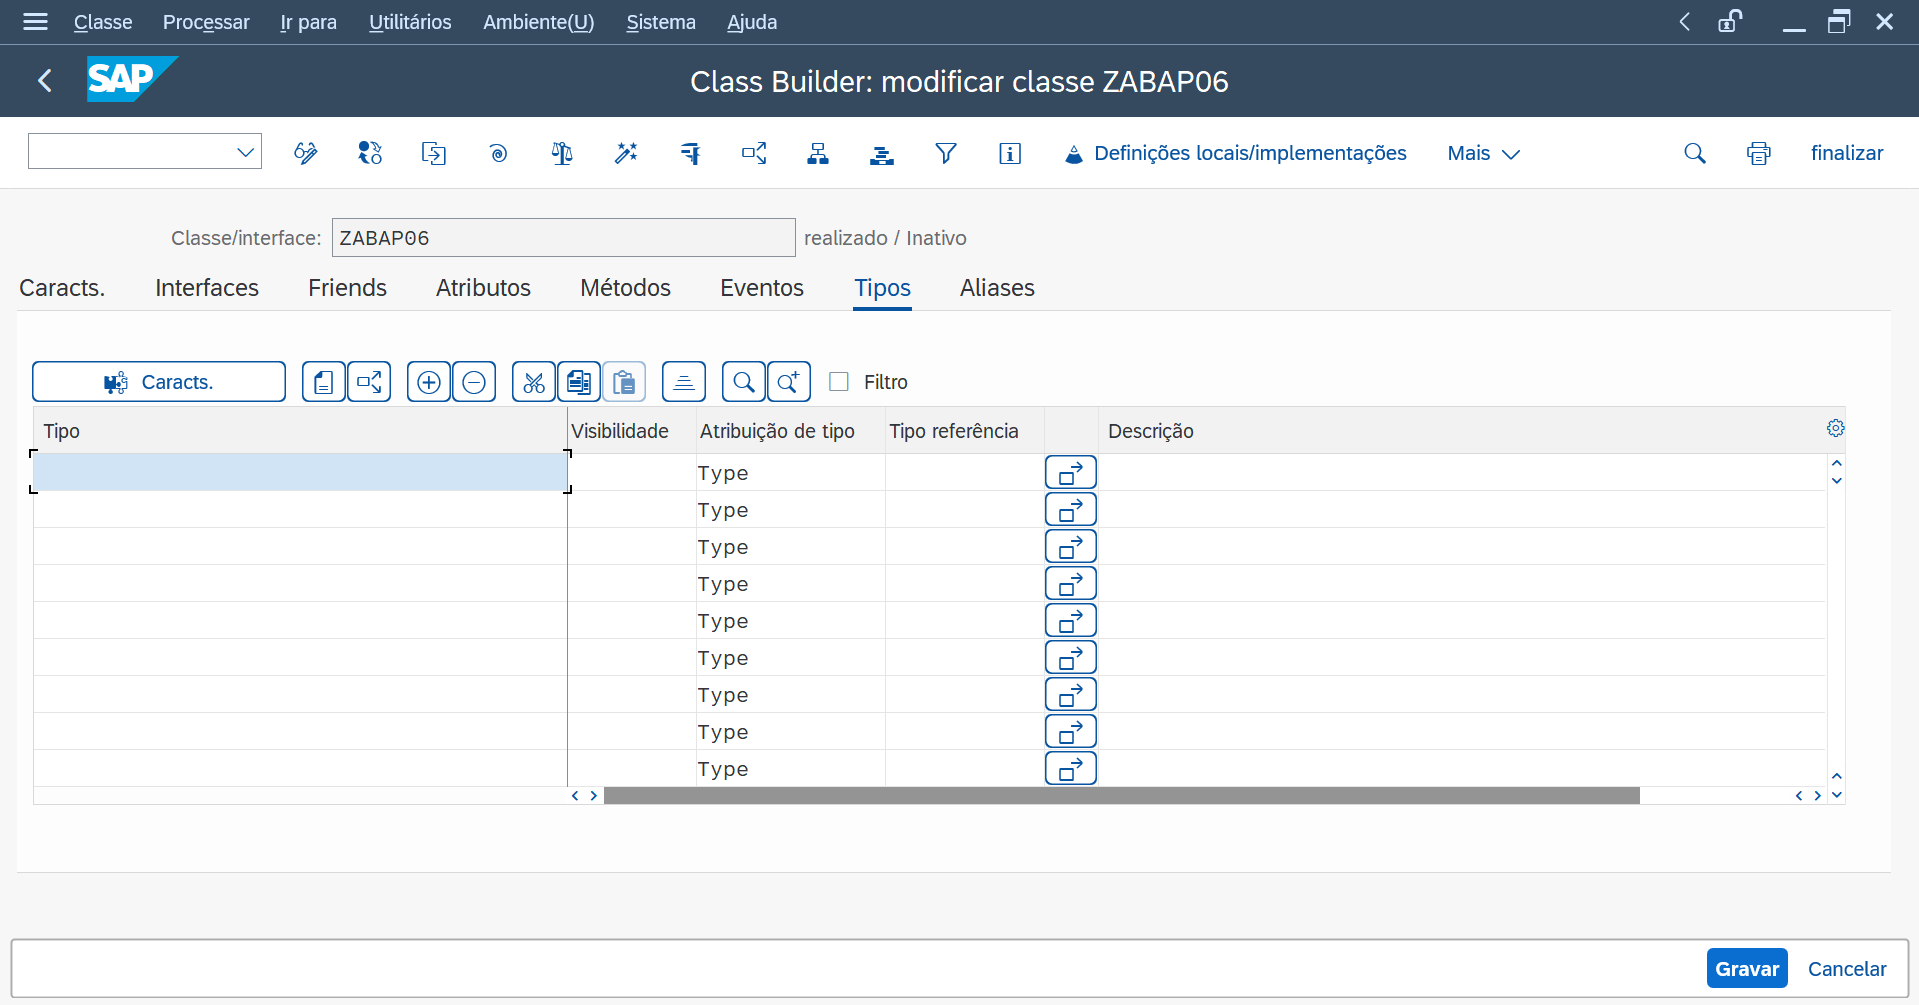 Classe Processar Ir para Utilitários Ambiente(U) Sistema Ajuda
SAP Class Builder: modificar classe ZABAP06
Definições locais/implementações Mais finalizar
Classe/interface: ZABAP06 realizado / Inativo
Caracts. Interfaces Friends Atributos Métodos Eventos Tipos Aliases
Caracts. Filtro
Tipo Visibilidade Atribuição de tipo Tipo referência Descrição
Type
Type
Type
Type
Type
Type
Type
Type
Type
Gravar Cancelar